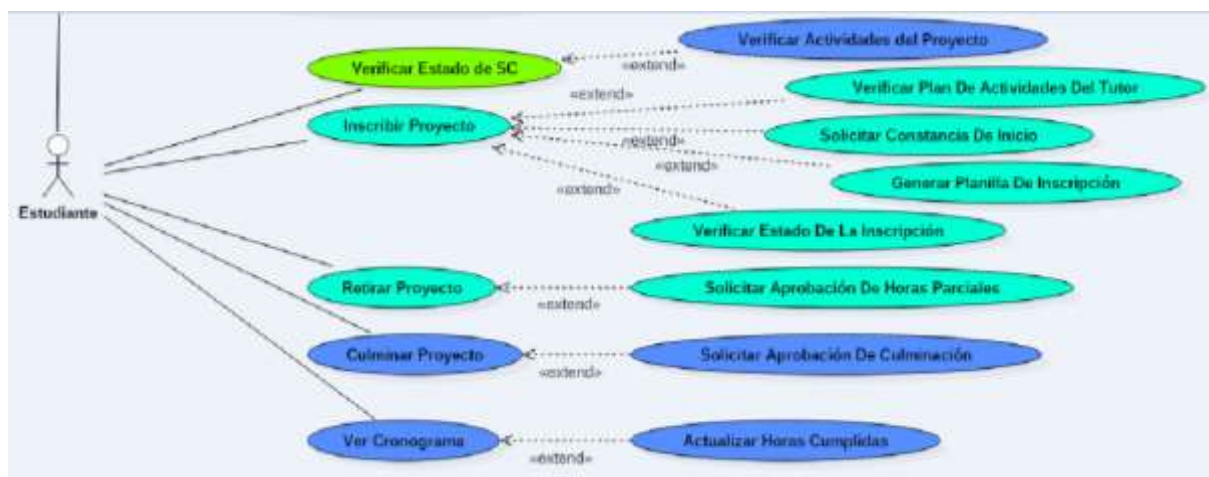 Verificar Actividades del Proyecto
Verificar Estado de SC
«extend»
Verificar Plan De Actividades Del Tutor
«extend»
Inscribir Proyecto
Solicitar Constancia De Inicio
«extend»
«extend»
Generar Planilla De Inscripción
«extend»
Estudiante
Verificar Estado De La Inscripción
Retirar Proyecto
Solicitar Aprobación De Horas Parciales
«extend»
Culminar Proyecto
Solicitar Aprobación De Culminación
«extend»
Ver Cronograma
Actualizar Horas Cumplidas
«extend»